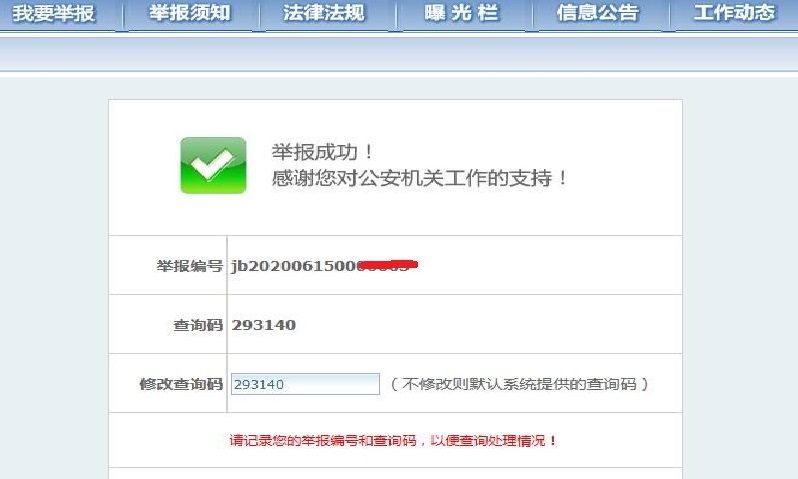 我要举报 举报须知 法律法规 曝光栏 信息公告 工作动态
举报成功！
感谢您对公安机关工作的支持！
举报编号 jb20200615000
查询码 293140
修改查询码 293140 （不修改则默认系统提供的查询码）
请记录您的举报编号和查询码，以便查询处理情况！